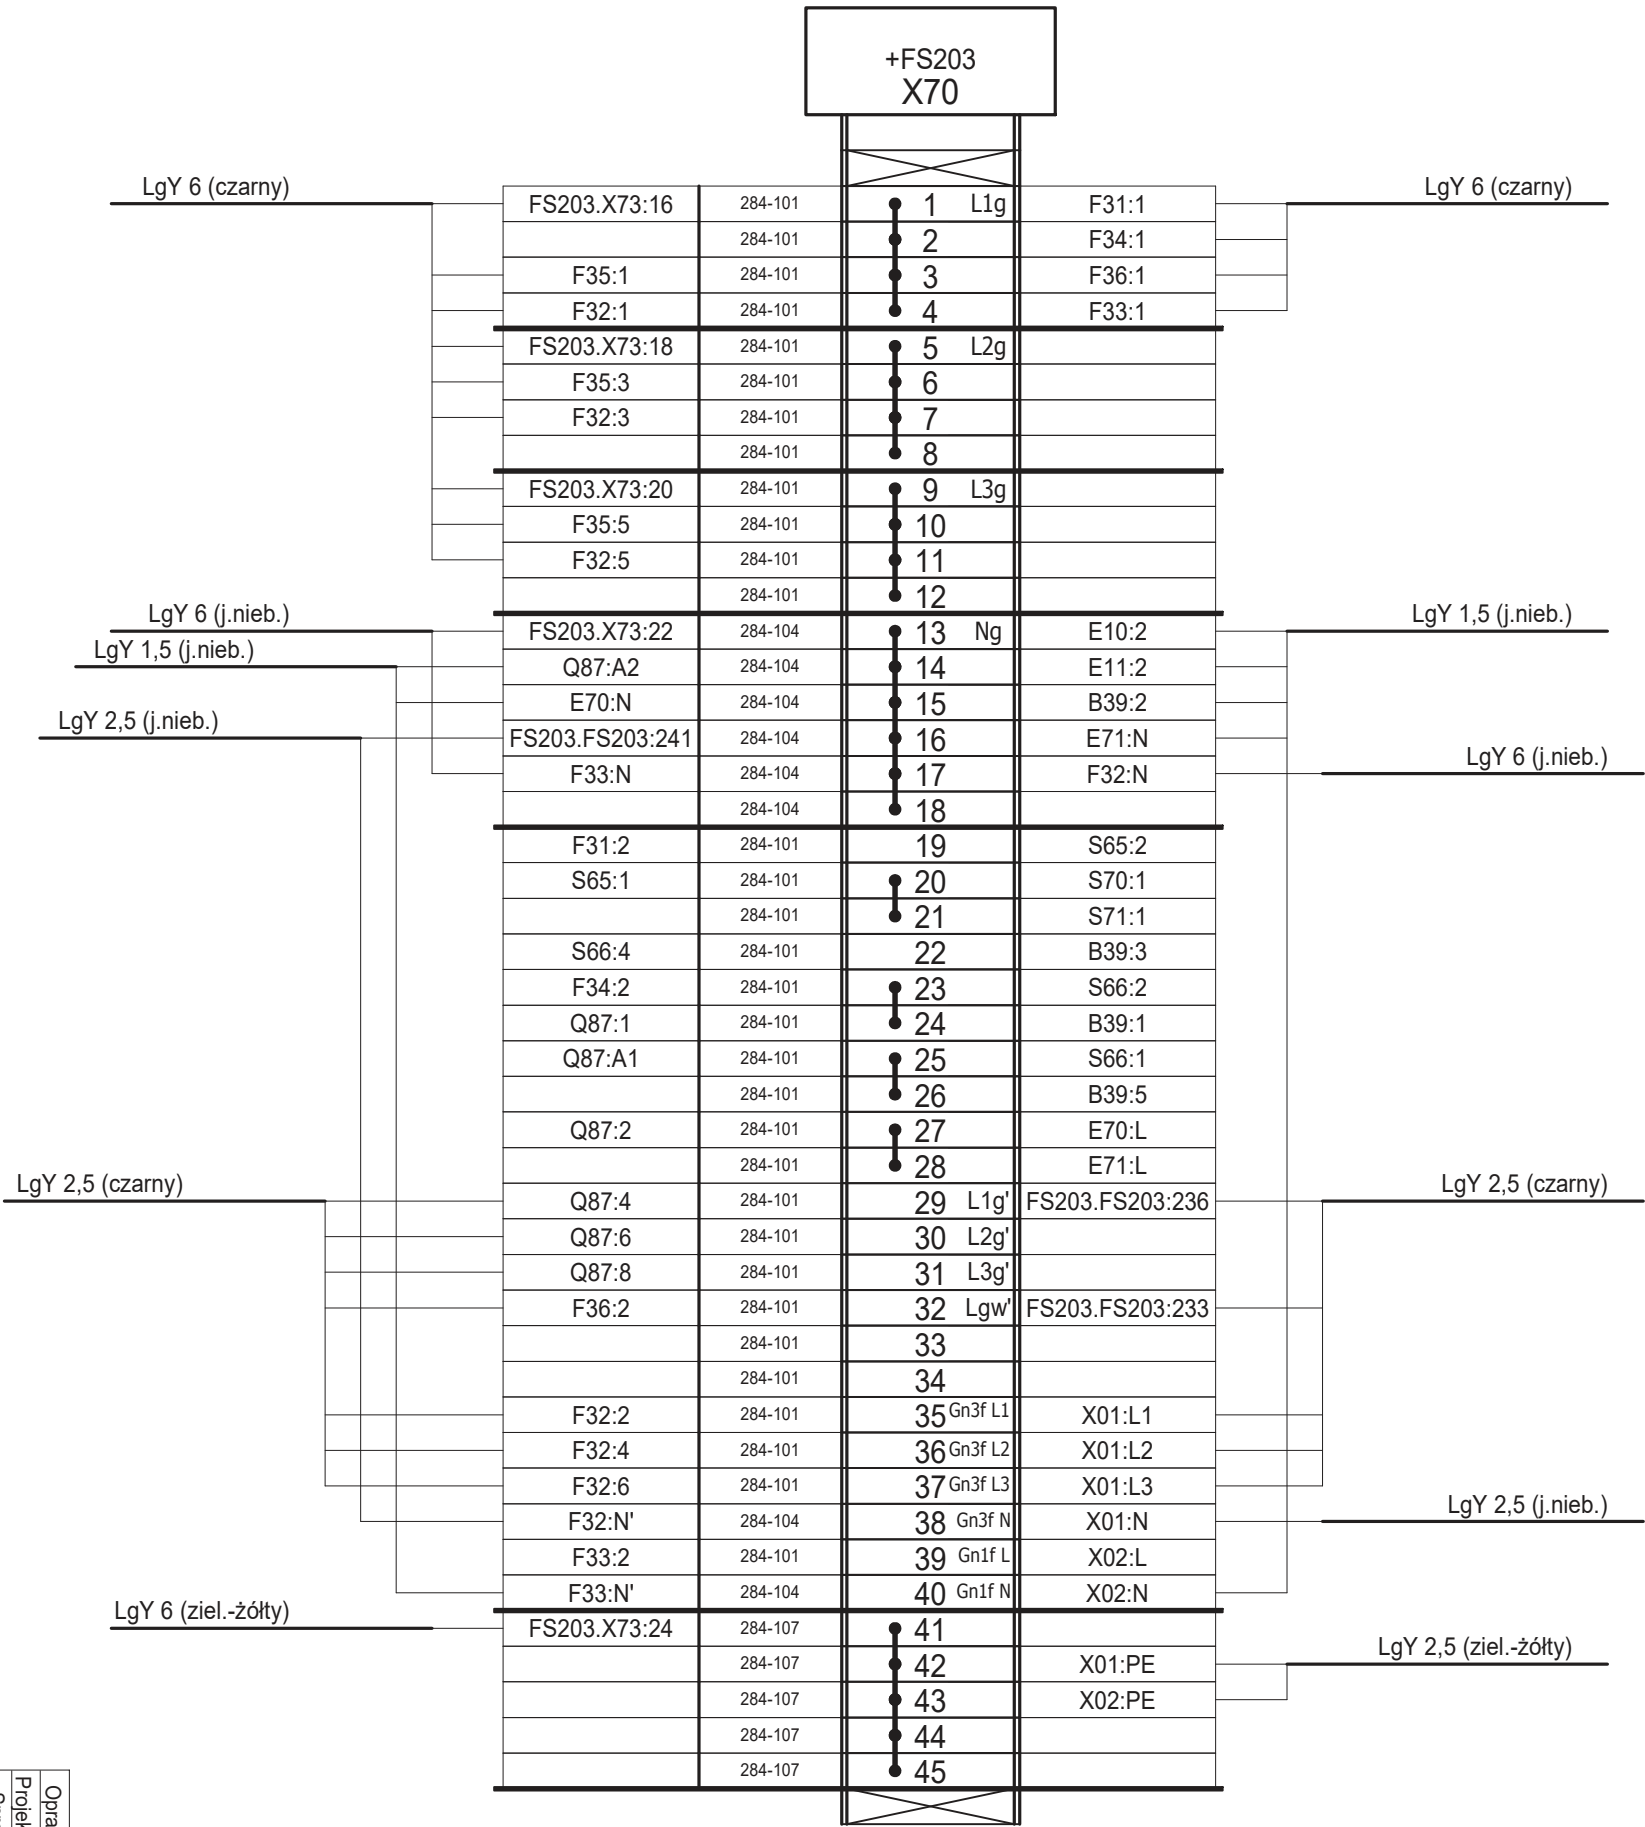 +FS203
X70
LgY 6 (czarny)
LgY 6 (czarny)
FS203.X73:16 284-101 1 L1g F31:1
284-101 2 F34:1
F35:1 284-101 3 F36:1
F32:1 284-101 4 F33:1
FS203.X73:18 284-101 5 L2g
F35:3 284-101 6
F32:3 284-101 7
284-101 8
FS203.X73:20 284-101 9 L3g
F35:5 284-101 10
F32:5 284-101 11
284-101 12
LgY 6 (j.nieb.)
LgY 1,5 (j.nieb.)
FS203.X73:22 284-104 13 Ng E10:2
LgY 1,5 (j.nieb.)
Q87:A2 284-104 14 E11:2
E70:N 284-104 15 B39:2
LgY 2,5 (j.nieb.)
FS203.FS203:241 284-104 16 E71:N
LgY 6 (j.nieb.)
F33:N 284-104 17 F32:N
284-104 18
F31:2 284-101 19 S65:2
S65:1 284-101 20 S70:1
284-101 21 S71:1
S66:4 284-101 22 B39:3
F34:2 284-101 23 S66:2
Q87:1 284-101 24 B39:1
Q87:A1 284-101 25 S66:1
284-101 26 B39:5
Q87:2 284-101 27 E70:L
284-101 28 E71:L
LgY 2,5 (czarny)
LgY 2,5 (czarny)
Q87:4 284-101 29 L1g' FS203.FS203:236
Q87:6 284-101 30 L2g'
Q87:8 284-101 31 L3g'
F36:2 284-101 32 Lgw' FS203.FS203:233
284-101 33
284-101 34
F32:2 284-101 35 Gn3f L1 X01:L1
F32:4 284-101 36 Gn3f L2 X01:L2
F32:6 284-101 37 Gn3f L3 X01:L3
LgY 2,5 (j.nieb.)
F32:N' 284-104 38 Gn3f N X01:N
F33:2 284-101 39 Gn1f L X02:L
F33:N' 284-104 40 Gn1f N X02:N
LgY 6 (ziel.-żółty)
FS203.X73:24 284-107 41
LgY 2,5 (ziel.-żółty)
284-107 42 X01:PE
284-107 43 X02:PE
284-107 44
284-107 45
Opra
Projek